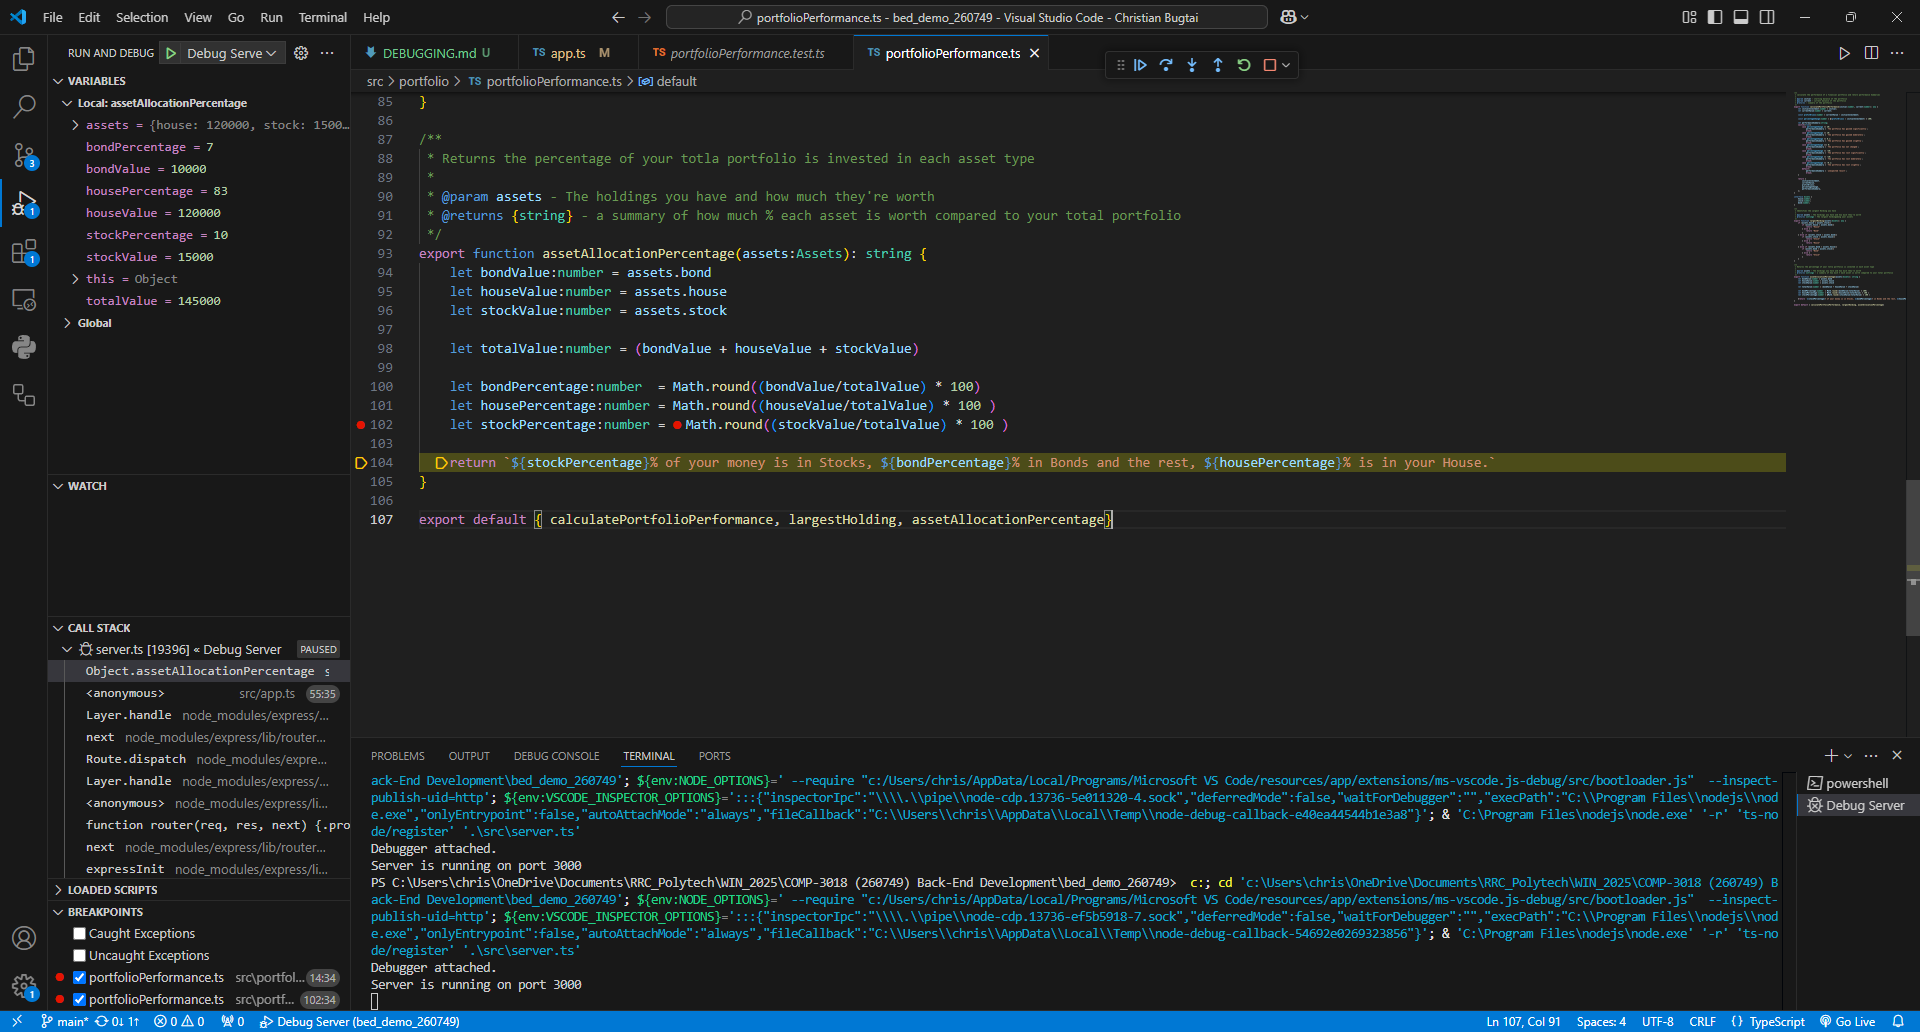 File Edit Selection View Go Run Terminal Help
portfolioPerformance.ts - bed_demo_260749 - Visual Studio Code - Christian Bugtai
RUN AND DEBUG Debug Serve
DEBUGGING.md U
TS app.ts M
TS portfolioPerformance.test.ts
TS portfolioPerformance.ts
src > portfolio > TS portfolioPerformance.ts > default
VARIABLES
Local: assetAllocationPercentage
assets = {house: 120000, stock: 1500…
bondPercentage = 7
bondValue = 10000
housePercentage = 83
houseValue = 120000
stockPercentage = 10
stockValue = 15000
this = Object
totalValue = 145000
Global
WATCH
CALL STACK
server.ts [19396] « Debug Server PAUSED
Object.assetAllocationPercentage s
<anonymous> src/app.ts 55:35
Layer.handle node_modules/express/...
next node_modules/express/lib/router...
Route.dispatch node_modules/expre...
Layer.handle node_modules/express/...
<anonymous> node_modules/express/li...
function router(req, res, next) {.pro
next node_modules/express/lib/router...
expressInit node_modules/express/li...
LOADED SCRIPTS
BREAKPOINTS
Caught Exceptions
Uncaught Exceptions
portfolioPerformance.ts src\portfol... 14:34
portfolioPerformance.ts src\portf... 102:34
3
1
1
1
85 }
86
87 /**
88 * Returns the percentage of your totla portfolio is invested in each asset type
89 *
90 * @param assets - The holdings you have and how much they're worth
91 * @returns {string} - a summary of how much % each asset is worth compared to your total portfolio
92 */
93 export function assetAllocationPercentage(assets:Assets): string {
94 let bondValue:number = assets.bond
95 let houseValue:number = assets.house
96 let stockValue:number = assets.stock
97
98 let totalValue:number = (bondValue + houseValue + stockValue)
99
100 let bondPercentage:number  = Math.round((bondValue/totalValue) * 100)
101 let housePercentage:number = Math.round((houseValue/totalValue) * 100 )
102 let stockPercentage:number = Math.round((stockValue/totalValue) * 100 )
103
104 return `${stockPercentage}% of your money is in Stocks, ${bondPercentage}% in Bonds and the rest, ${housePercentage}% is in your House.`
105 }
106
107 export default { calculatePortfolioPerformance, largestHolding, assetAllocationPercentage}
PROBLEMS OUTPUT DEBUG CONSOLE TERMINAL PORTS
ack-End Development\bed_demo_260749'; ${env:NODE_OPTIONS}=' --require "c:/Users/chris/AppData/Local/Programs/Microsoft VS Code/resources/app/extensions/ms-vscode.js-debug/src/bootloader.js"  --inspect-
publish-uid=http'; ${env:VSCODE_INSPECTOR_OPTIONS}=':::{"inspectorIpc":"\\\\.\\pipe\\node-cdp.13736-5e011320-4.sock","deferredMode":false,"waitForDebugger":"","execPath":"C:\\Program Files\\nodejs\\no
de.exe","onlyEntrypoint":false,"autoAttachMode":"always","fileCallback":"C:\\Users\\chris\\AppData\\Local\\Temp\\node-debug-callback-e40ea44544b1e3a8"}'; & 'C:\Program Files\nodejs\node.exe' '-r' 'ts-no
de/register' '.\src\server.ts'
Debugger attached.
Server is running on port 3000
PS C:\Users\chris\OneDrive\Documents\RRC_Polytech\WIN_2025\COMP-3018 (260749) Back-End Development\bed_demo_260749>  c:; cd 'c:\Users\chris\OneDrive\Documents\RRC_Polytech\WIN_2025\COMP-3018 (260749) B
ack-End Development\bed_demo_260749'; ${env:NODE_OPTIONS}=' --require "c:/Users/chris/AppData/Local/Programs/Microsoft VS Code/resources/app/extensions/ms-vscode.js-debug/src/bootloader.js"  --inspect-
publish-uid=http'; ${env:VSCODE_INSPECTOR_OPTIONS}=':::{"inspectorIpc":"\\\\.\\pipe\\node-cdp.13736-ef5b5918-7.sock","deferredMode":false,"waitForDebugger":"","execPath":"C:\\Program Files\\nodejs\\no
de.exe","onlyEntrypoint":false,"autoAttachMode":"always","fileCallback":"C:\\Users\\chris\\AppData\\Local\\Temp\\node-debug-callback-54692e0269323856"}'; & 'C:\Program Files\nodejs\node.exe' '-r' 'ts-no
de/register' '.\src\server.ts'
Debugger attached.
Server is running on port 3000
powershell
Debug Server
main* 0↓ 1↑ 0 0 0 Debug Server (bed_demo_260749)
Ln 107, Col 91 Spaces: 4 UTF-8 CRLF {} TypeScript Go Live